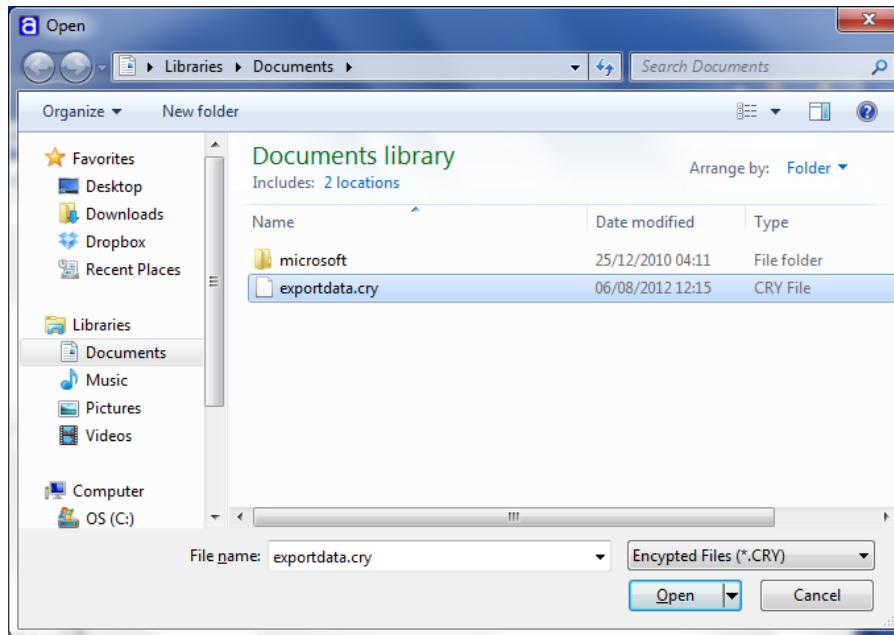 a Open
Libraries Documents Search Documents
Organize New folder
Favorites
Desktop
Downloads
Dropbox
Recent Places
Libraries
Documents
Music
Pictures
Videos
Computer
OS (C:)
Documents library
Includes: 2 locations
Arrange by: Folder
Name Date modified Type
microsoft 25/12/2010 04:11 File folder
exportdata.cry 06/08/2012 12:15 CRY File
File name: exportdata.cry Encypted Files (*.CRY)
Open Cancel